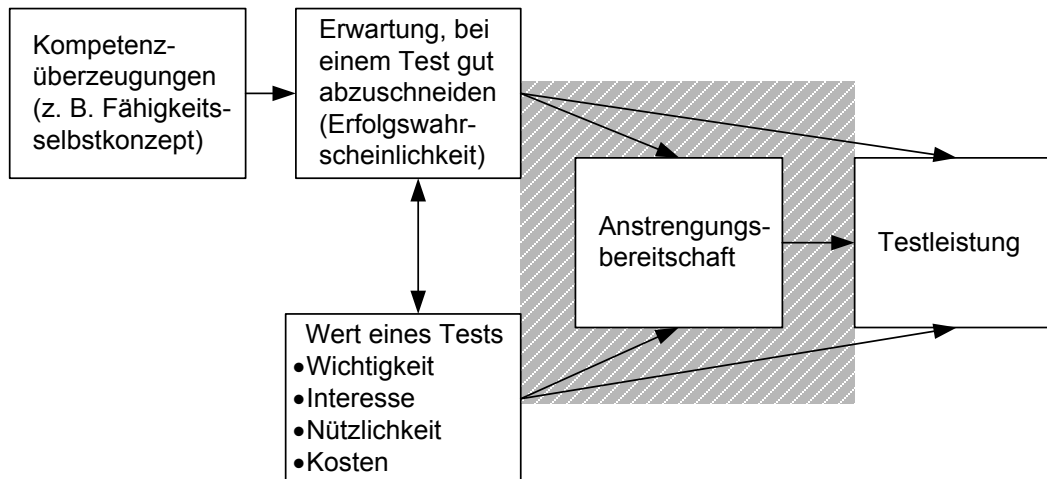 Kompetenz-
überzeugungen
(z. B. Fähigkeits-
selbstkonzept)
Erwartung, bei
einem Test gut
abzuschneiden
(Erfolgswahr-
scheinlichkeit)
Anstrengungs-
bereitschaft
Testleistung
Wert eines Tests
•Wichtigkeit
•Interesse
•Nützlichkeit
•Kosten